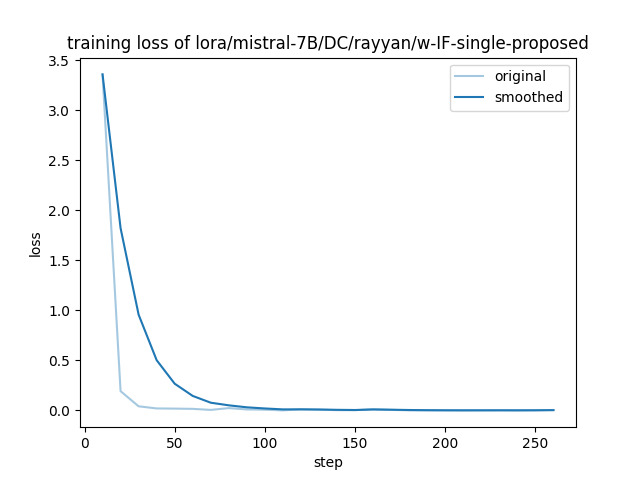 training loss of lora/mistral-7B/DC/rayyan/w-IF-single-proposed
original
smoothed
loss
3.5
3.0
2.5
2.0
1.5
1.0
0.5
0.0
0 50 100 150 200 250
step